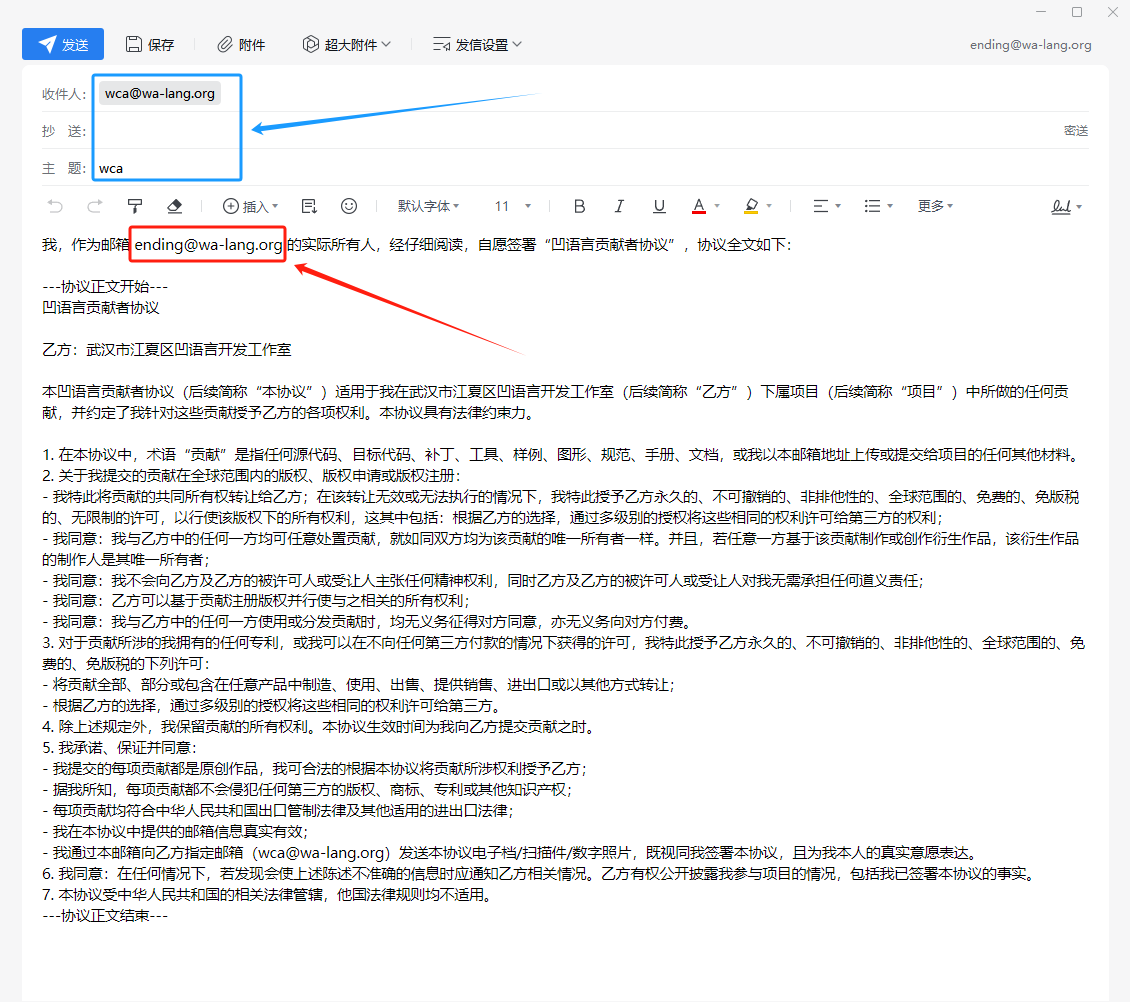 发送 保存 附件 超大附件 发信设置 ending@wa-lang.org
收件人: wca@wa-lang.org
抄 送: 密送
主 题: wca
插入 默认字体 11 B I U A 更多
我，作为邮箱 ending@wa-lang.org 的实际所有人，经仔细阅读，自愿签署“凹语言贡献者协议”，协议全文如下：
---协议正文开始---
凹语言贡献者协议
乙方：武汉市江夏区凹语言开发工作室
本凹语言贡献者协议（后续简称“本协议”）适用于我在武汉市江夏区凹语言开发工作室（后续简称“乙方”）下属项目（后续简称“项目”）中所做的任何贡
献，并约定了我针对这些贡献授予乙方的各项权利。本协议具有法律约束力。
1. 在本协议中，术语“贡献”是指任何源代码、目标代码、补丁、工具、样例、图形、规范、手册、文档，或我以本邮箱地址上传或提交给项目的任何其他材料。
2. 关于我提交的贡献在全球范围内的版权、版权申请或版权注册：
- 我特此将贡献的共同所有权转让给乙方；在该转让无效或无法执行的情况下，我特此授予乙方永久的、不可撤销的、非排他性的、全球范围的、免费的、免版税
的、无限制的许可，以行使该版权下的所有权利，这其中包括：根据乙方的选择，通过多级别的授权将这些相同的权利许可给第三方的权利；
- 我同意：我与乙方中的任何一方均可任意处置贡献，就如同双方均为该贡献的唯一所有者一样。并且，若任意一方基于该贡献制作或创作衍生作品，该衍生作品
的制作人是其唯一所有者；
- 我同意：我不会向乙方及乙方的被许可人或受让人主张任何精神权利，同时乙方及乙方的被许可人或受让人对我无需承担任何道义责任；
- 我同意：乙方可以基于贡献注册版权并行使与之相关的所有权利；
- 我同意：我与乙方中的任何一方使用或分发贡献时，均无义务征得对方同意，亦无义务向对方付费。
3. 对于贡献所涉的我拥有的任何专利，或我可以在不向任何第三方付款的情况下获得的许可，我特此授予乙方永久的、不可撤销的、非排他性的、全球范围的、免
费的、免版税的下列许可：
- 将贡献全部、部分或包含在任意产品中制造、使用、出售、提供销售、进出口或以其他方式转让；
- 根据乙方的选择，通过多级别的授权将这些相同的权利许可给第三方。
4. 除上述规定外，我保留贡献的所有权利。本协议生效时间为我向乙方提交贡献之时。
5. 我承诺、保证并同意：
- 我提交的每项贡献都是原创作品，我可合法的根据本协议将贡献所涉权利授予乙方；
- 据我所知，每项贡献都不会侵犯任何第三方的版权、商标、专利或其他知识产权；
- 每项贡献均符合中华人民共和国出口管制法律及其他适用的进出口法律；
- 我在本协议中提供的邮箱信息真实有效；
- 我通过本邮箱向乙方指定邮箱（wca@wa-lang.org）发送本协议电子档/扫描件/数字照片，既视同我签署本协议，且为我本人的真实意愿表达。
6. 我同意：在任何情况下，若发现会使上述陈述不准确的信息时应通知乙方相关情况。乙方有权公开披露我参与项目的情况，包括我已签署本协议的事实。
7. 本协议受中华人民共和国的相关法律管辖，他国法律规则均不适用。
---协议正文结束---